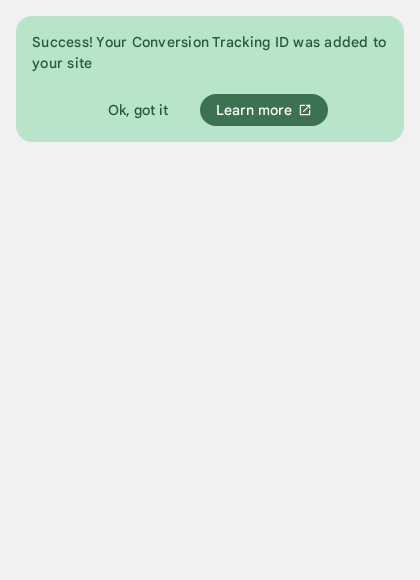 Success! Your Conversion Tracking ID was added to
your site
Ok, got it
Learn more